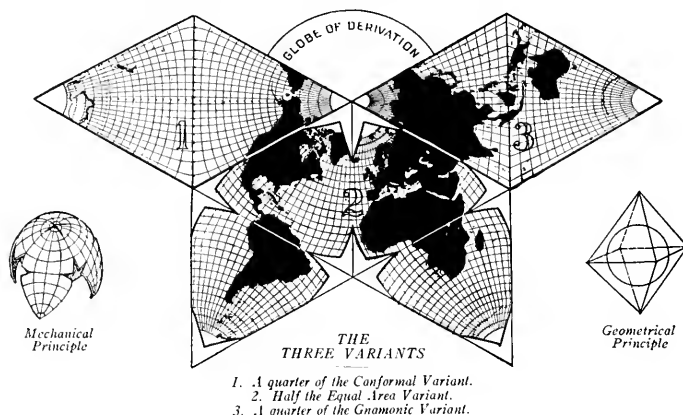 GLOBE OF DERIVATION
1
3
2
Mechanical
Principle
Geometrical
Principle
THE
THREE VARIANTS
1. A quarter of the Conformal Variant.
2. Half the Equal Area Variant.
3. A quarter of the Gnomonic Variant.